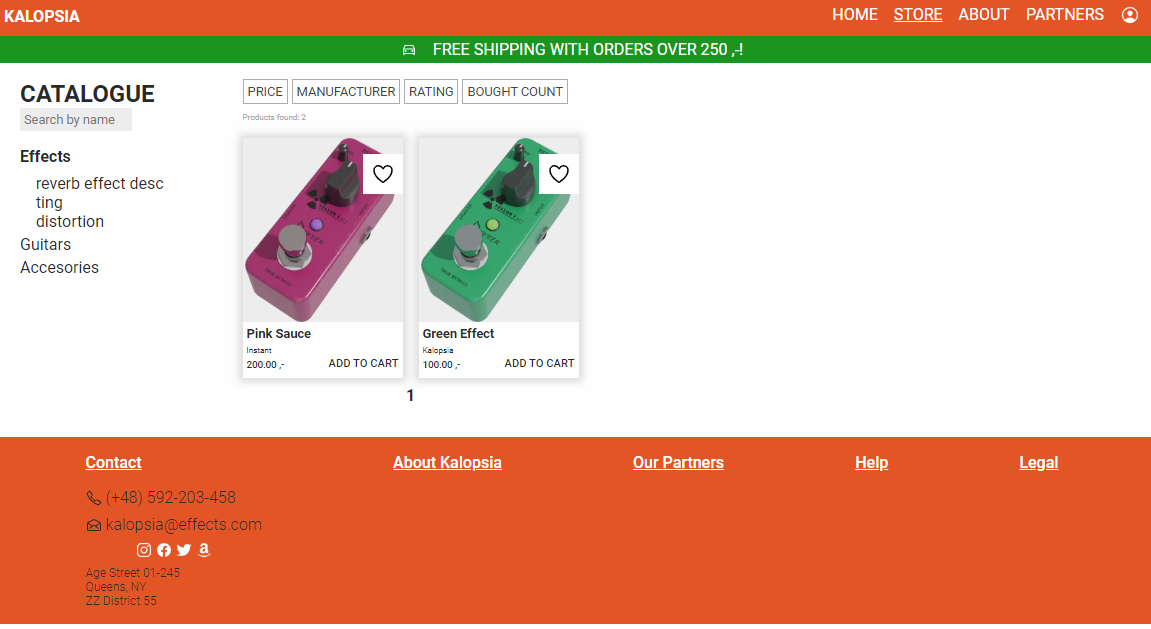 KALOPSIA
HOME STORE ABOUT PARTNERS
FREE SHIPPING WITH ORDERS OVER 250 ,-!
CATALOGUE
Search by name
Effects
reverb effect desc
ting
distortion
Guitars
Accesories
PRICE MANUFACTURER RATING BOUGHT COUNT
Products found: 2
Pink Sauce
Instant
200.00 ,-
ADD TO CART
Green Effect
Kalopsia
100.00 ,-
ADD TO CART
1
Contact
(+48) 592-203-458
kalopsia@effects.com
Age Street 01-245
Queens, NY
ZZ District 55
About Kalopsia
Our Partners
Help
Legal